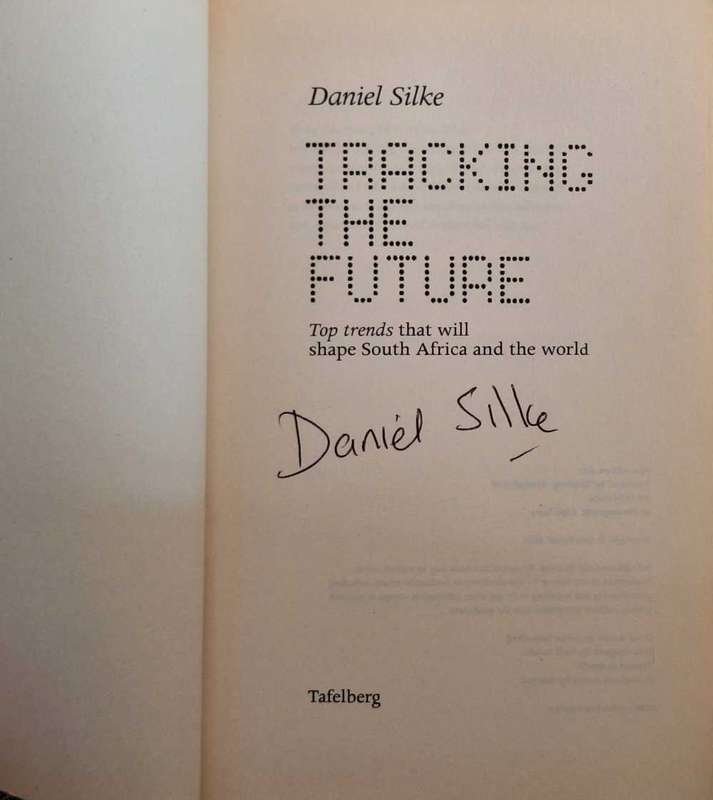 Daniel Silke
TRACKING
THE
FUTURE
Top trends that will
shape South Africa and the world
Daniel Silke
Tafelberg